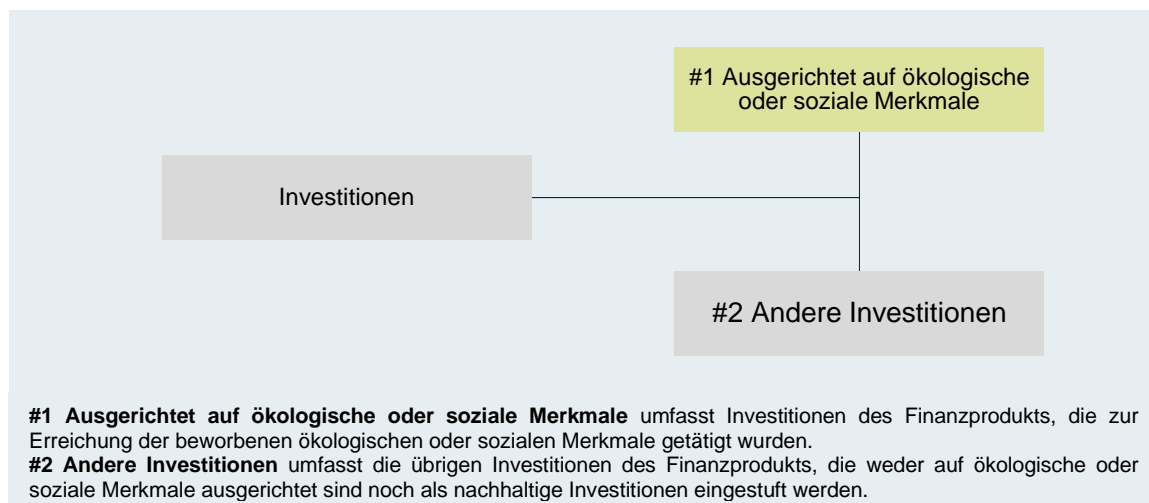 #1 Ausgerichtet auf ökologische
oder soziale Merkmale
Investitionen
#2 Andere Investitionen
#1 Ausgerichtet auf ökologische oder soziale Merkmale umfasst Investitionen des Finanzprodukts, die zur
Erreichung der beworbenen ökologischen oder sozialen Merkmale getätigt wurden.
#2 Andere Investitionen umfasst die übrigen Investitionen des Finanzprodukts, die weder auf ökologische oder
soziale Merkmale ausgerichtet sind noch als nachhaltige Investitionen eingestuft werden.